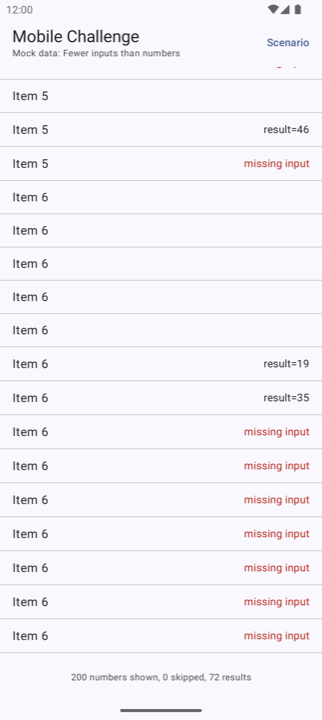 12:00
Mobile Challenge
Mock data: Fewer inputs than numbers
Scenario
Item 5
Item 5 result=46
Item 5 missing input
Item 6
Item 6
Item 6
Item 6
Item 6
Item 6 result=19
Item 6 result=35
Item 6 missing input
Item 6 missing input
Item 6 missing input
Item 6 missing input
Item 6 missing input
Item 6 missing input
Item 6 missing input
200 numbers shown, 0 skipped, 72 results